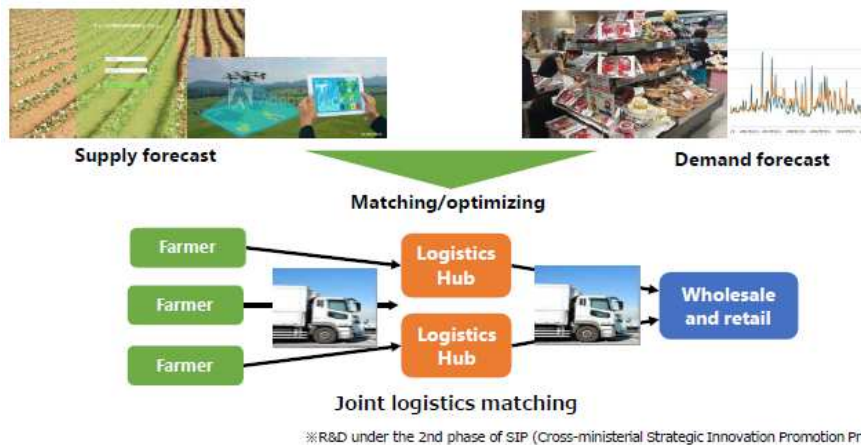 Supply forecast
Demand forecast
Matching/optimizing
Farmer
Farmer
Farmer
Logistics
Hub
Logistics
Hub
Wholesale
and retail
Joint logistics matching
※R&D under the 2nd phase of SIP (Cross-ministerial Strategic Innovation Promotion Pr